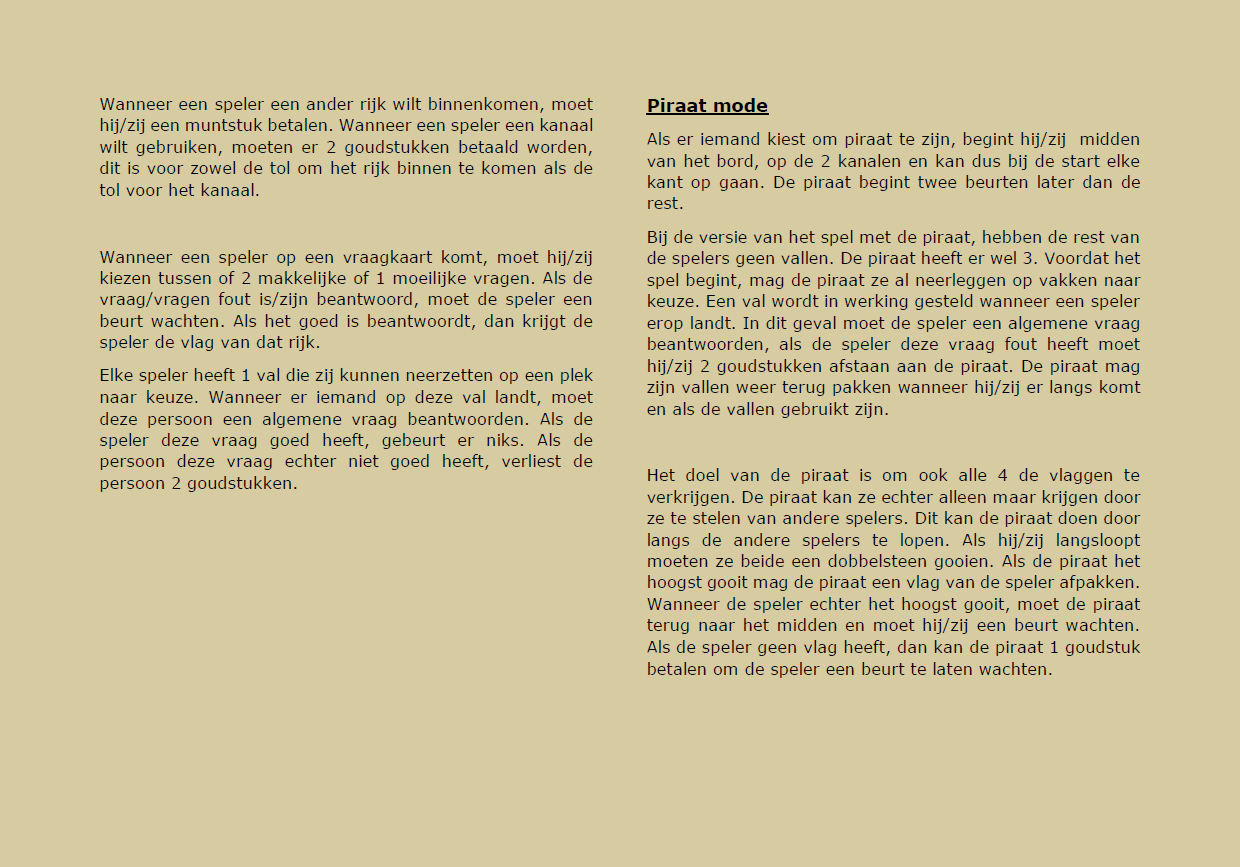 Wanneer een speler een ander rijk wilt binnenkomen, moet
hij/zij een muntstuk betalen. Wanneer een speler een kanaal
wilt gebruiken, moeten er 2 goudstukken betaald worden,
dit is voor zowel de tol om het rijk binnen te komen als de
tol voor het kanaal.
Wanneer een speler op een vraagkaart komt, moet hij/zij
kiezen tussen of 2 makkelijke of 1 moeilijke vragen. Als de
vraag/vragen fout is/zijn beantwoord, moet de speler een
beurt wachten. Als het goed is beantwoordt, dan krijgt de
speler de vlag van dat rijk.
Elke speler heeft 1 val die zij kunnen neerzetten op een plek
naar keuze. Wanneer er iemand op deze val landt, moet
deze persoon een algemene vraag beantwoorden. Als de
speler deze vraag goed heeft, gebeurt er niks. Als de
persoon deze vraag echter niet goed heeft, verliest de
persoon 2 goudstukken.
Piraat mode
Als er iemand kiest om piraat te zijn, begint hij/zij  midden
van het bord, op de 2 kanalen en kan dus bij de start elke
kant op gaan. De piraat begint twee beurten later dan de
rest.
Bij de versie van het spel met de piraat, hebben de rest van
de spelers geen vallen. De piraat heeft er wel 3. Voordat het
spel begint, mag de piraat ze al neerleggen op vakken naar
keuze. Een val wordt in werking gesteld wanneer een speler
erop landt. In dit geval moet de speler een algemene vraag
beantwoorden, als de speler deze vraag fout heeft moet
hij/zij 2 goudstukken afstaan aan de piraat. De piraat mag
zijn vallen weer terug pakken wanneer hij/zij er langs komt
en als de vallen gebruikt zijn.
Het doel van de piraat is om ook alle 4 de vlaggen te
verkrijgen. De piraat kan ze echter alleen maar krijgen door
ze te stelen van andere spelers. Dit kan de piraat doen door
langs de andere spelers te lopen. Als hij/zij langsloopt
moeten ze beide een dobbelsteen gooien. Als de piraat het
hoogst gooit mag de piraat een vlag van de speler afpakken.
Wanneer de speler echter het hoogst gooit, moet de piraat
terug naar het midden en moet hij/zij een beurt wachten.
Als de speler geen vlag heeft, dan kan de piraat 1 goudstuk
betalen om de speler een beurt te laten wachten.